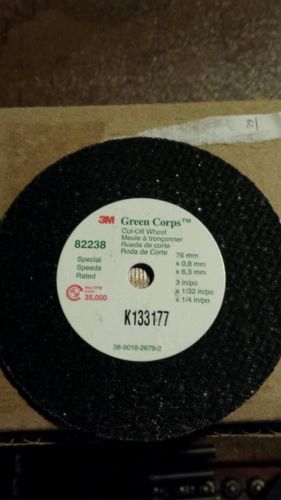 3M Green Corps™
Cut-Off Wheel
Meule à tronçonner
Rueda de corte
Roda de Corte
82238
Special
Speeds
Rated
35,000
76 mm
x 0,8 mm
x 6,3 mm
3 in/po
x 1/32 in/po
x 1/4 in/po
K133177
38-9016-2679-2